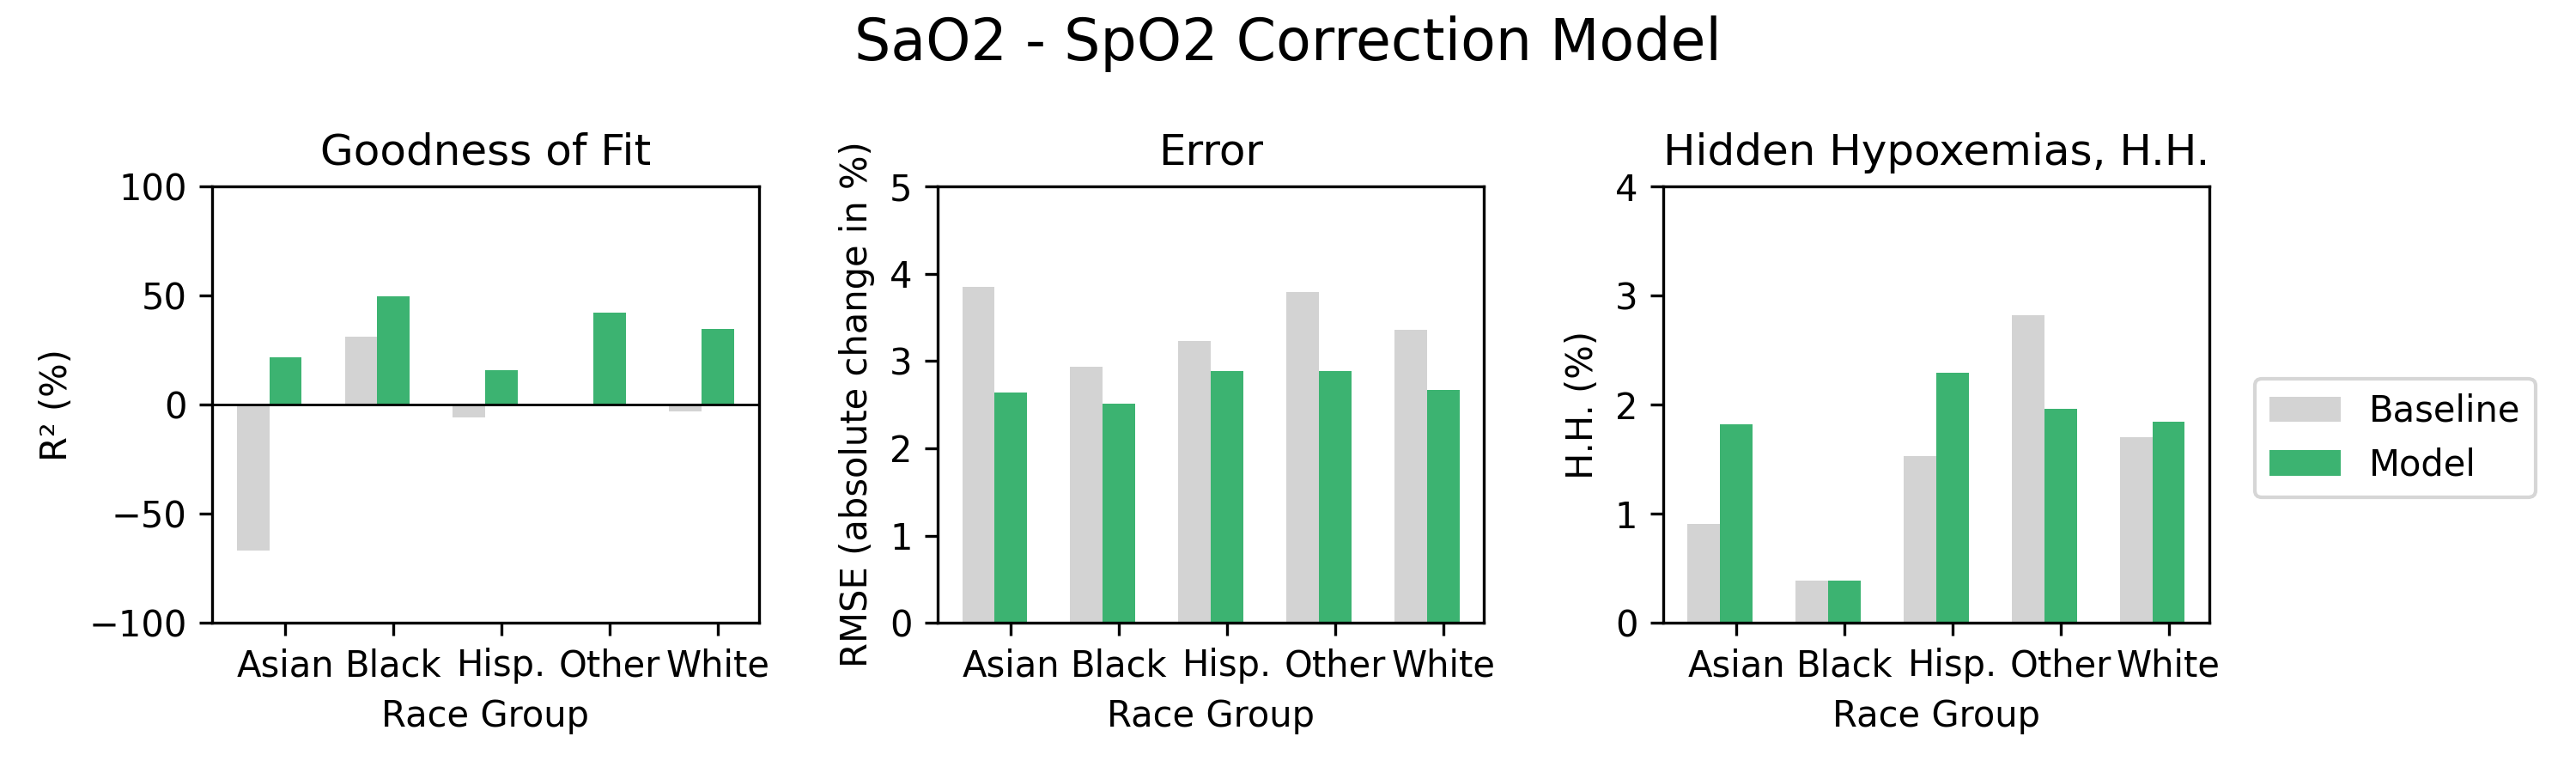 SaO2 - SpO2 Correction Model
Goodness of Fit
R² (%)
100
50
0
−50
−100
Asian Black Hisp. Other White
Race Group
Error
RMSE (absolute change in %)
5
4
3
2
1
0
Asian Black Hisp. Other White
Race Group
Hidden Hypoxemias, H.H.
H.H. (%)
4
3
2
1
0
Asian Black Hisp. Other White
Race Group
Baseline
Model